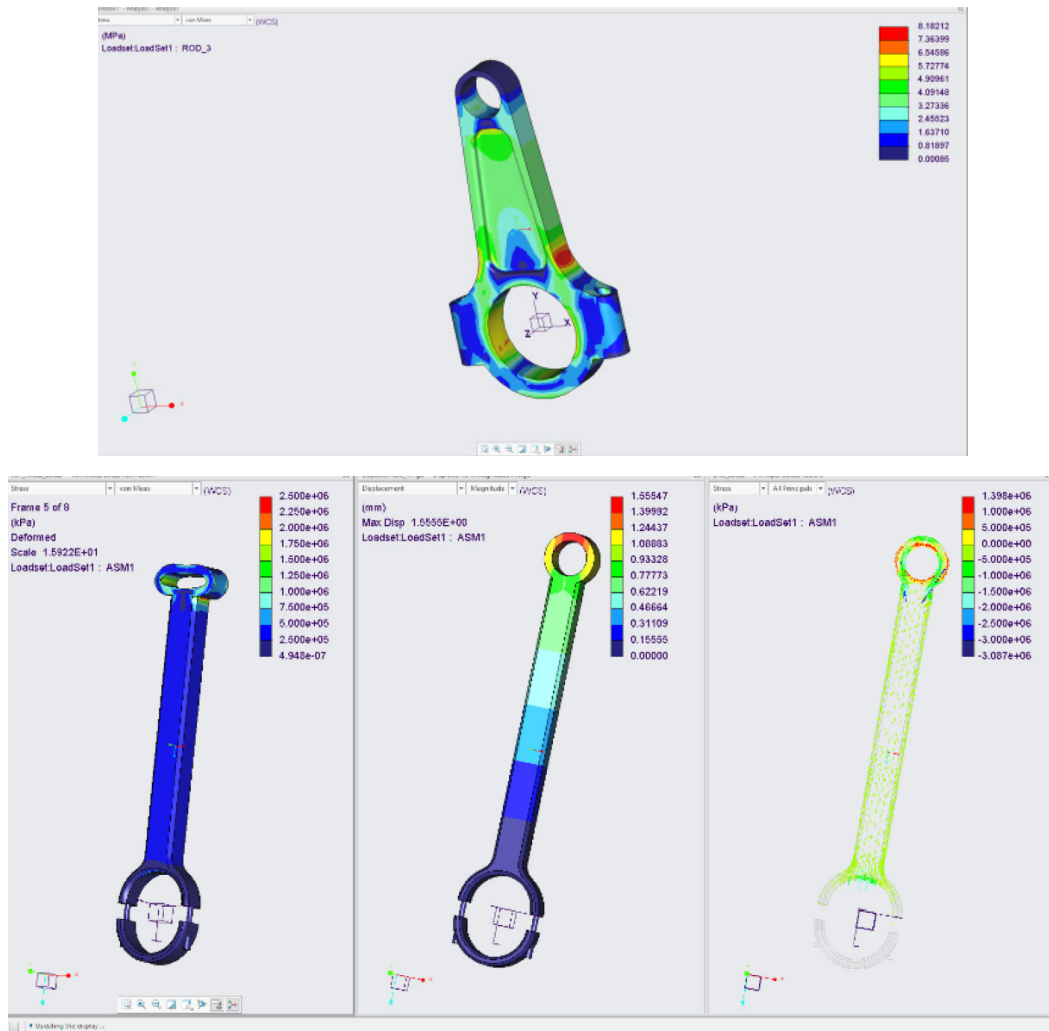 Stress von Mises (WCS)
(MPa)
Loadset:LoadSet1 : ROD_3
8.18212
7.36399
6.54586
5.72774
4.90961
4.09148
3.27336
2.45523
1.63710
0.81897
0.00085
Y
X
Z
Stress von Mises (WCS)
Frame 5 of 8
(kPa)
Deformed
Scale 1.5922E+01
Loadset:LoadSet1 : ASM1
2.500e+06
2.250e+06
2.000e+06
1.750e+06
1.500e+06
1.250e+06
1.000e+06
7.500e+05
5.000e+05
2.500e+05
4.948e-07
Displacement Magnitude (WCS)
(mm)
Max Disp 1.5555E+00
Loadset:LoadSet1 : ASM1
1.55547
1.39992
1.24437
1.08883
0.93328
0.77773
0.62219
0.46664
0.31109
0.15555
0.00000
Stress All Principals (WCS)
(kPa)
Loadset:LoadSet1 : ASM1
1.398e+06
1.000e+06
5.000e+05
0.000e+00
-5.000e+05
-1.000e+06
-1.500e+06
-2.000e+06
-2.500e+06
-3.000e+06
-3.087e+06
Updating the display...